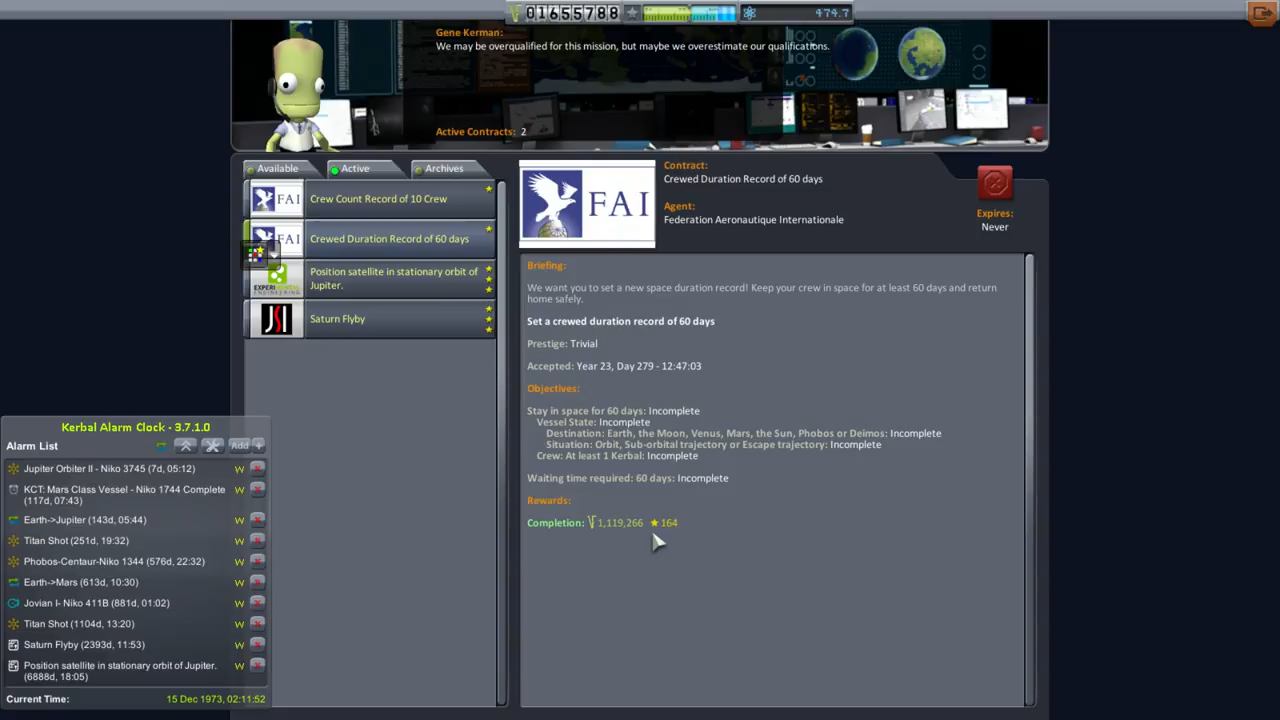 01655788
474.7
Gene Kerman:
We may be overqualified for this mission, but maybe we overestimate our qualifications.
Active Contracts: 2
Available
Active
Archives
FAI
Crew Count Record of 10 Crew
FAI
Crewed Duration Record of 60 days
EXPERIMENTAL
ENGINEERING
Position satellite in stationary orbit of
Jupiter.
JSI
Saturn Flyby
FAI
Contract:
Crewed Duration Record of 60 days
Agent:
Federation Aeronautique Internationale
Expires:
Never
Briefing:
We want you to set a new space duration record! Keep your crew in space for at least 60 days and return
home safely.
Set a crewed duration record of 60 days
Prestige: Trivial
Accepted: Year 23, Day 279 - 12:47:03
Objectives:
Stay in space for 60 days: Incomplete
Vessel State: Incomplete
Destination: Earth, the Moon, Venus, Mars, the Sun, Phobos or Deimos: Incomplete
Situation: Orbit, Sub-orbital trajectory or Escape trajectory: Incomplete
Crew: At least 1 Kerbal: Incomplete
Waiting time required: 60 days: Incomplete
Rewards:
Completion: 1,119,266 164
Kerbal Alarm Clock - 3.7.1.0
Alarm List
Add +
Jupiter Orbiter II - Niko 3745 (7d, 05:12) W
KCT: Mars Class Vessel - Niko 1744 Complete
(117d, 07:43) W
Earth->Jupiter (143d, 05:44) W
Titan Shot (251d, 19:32) W
Phobos-Centaur-Niko 1344 (576d, 22:32) W
Earth->Mars (613d, 10:30) W
Jovian I- Niko 411B (881d, 01:02) W
Titan Shot (1104d, 13:20) W
Saturn Flyby (2393d, 11:53) W
Position satellite in stationary orbit of Jupiter.
(6888d, 18:05) W
Current Time: 15 Dec 1973, 02:11:52